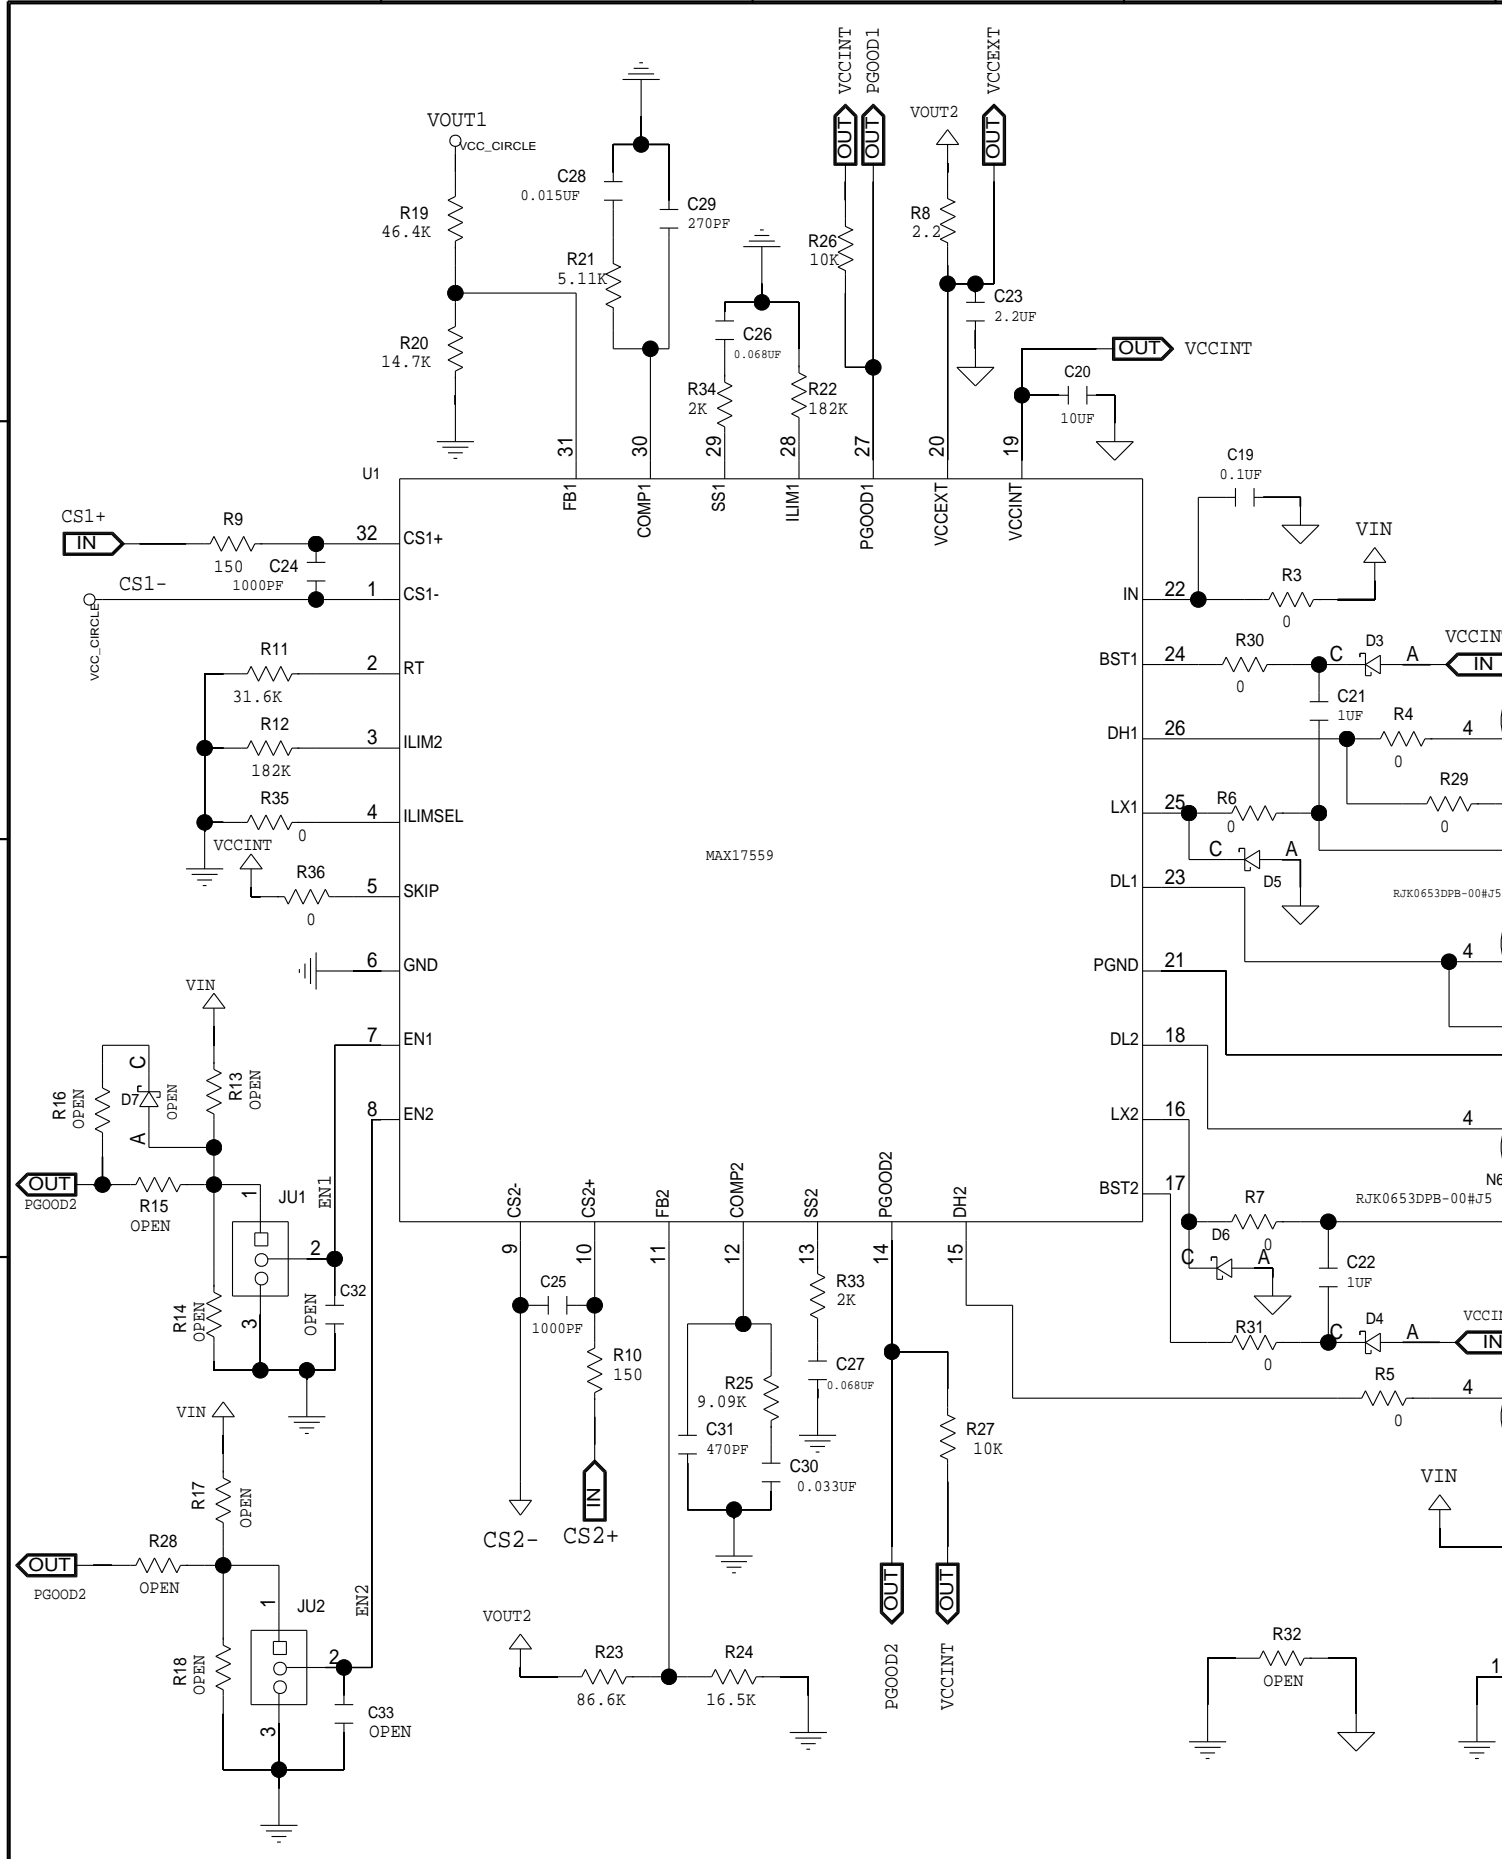 VCCINT
PGOOD1
VCCEXT
VOUT1
VCC_CIRCLE
VOUT2
OUT
OUT
OUT
C28
0.015UF
C29
270PF
R19
46.4K
R21
5.11K
R26
10K
R8
2.2
C23
2.2UF
R20
14.7K
C26
0.068UF
R34
2K
R22
182K
OUT
VCCINT
C20
10UF
31
30
29
28
27
20
19
U1
FB1
COMP1
SS1
ILIM1
PGOOD1
VCCEXT
VCCINT
C19
0.1UF
CS1+
IN
R9
150
C24
1000PF
32
CS1+
CS1-
VCC_CIRCLE
1
CS1-
VIN
IN
22
R3
0
R11
31.6K
2
RT
BST1
24
R30
0
C
D3
A
VCCIN
IN
R12
182K
3
ILIM2
C21
1UF
DH1
26
R4
0
4
R35
0
4
ILIMSEL
LX1
25
R6
0
R29
0
VCCINT
MAX17559
C
A
D5
R36
0
5
SKIP
DL1
23
RJK0653DPB-00#J5
4
6
GND
PGND
21
VIN
7
EN1
DL2
18
R16
OPEN
C
D7
A
OPEN
R13
OPEN
8
EN2
LX2
16
4
OUT
PGOOD2
R15
OPEN
1
JU1
EN1
2
CS2-
CS2+
FB2
COMP2
SS2
PGOOD2
DH2
BST2
17
R7
0
RJK0653DPB-00#J5
N6
9
10
11
12
13
14
15
D6
C
A
C22
1UF
R14
OPEN
3
OPEN
C32
C25
1000PF
R33
2K
R10
150
C27
0.068UF
R31
0
C
D4
A
VCCIN
IN
R25
9.09K
C31
470PF
C30
0.033UF
R27
10K
R5
0
4
VIN
R17
OPEN
IN
CS2-
CS2+
VIN
OUT
PGOOD2
R28
OPEN
1
JU2
EN2
2
R18
OPEN
3
C33
OPEN
VOUT2
R23
86.6K
R24
16.5K
OUT
OUT
PGOOD2
VCCINT
R32
OPEN
1